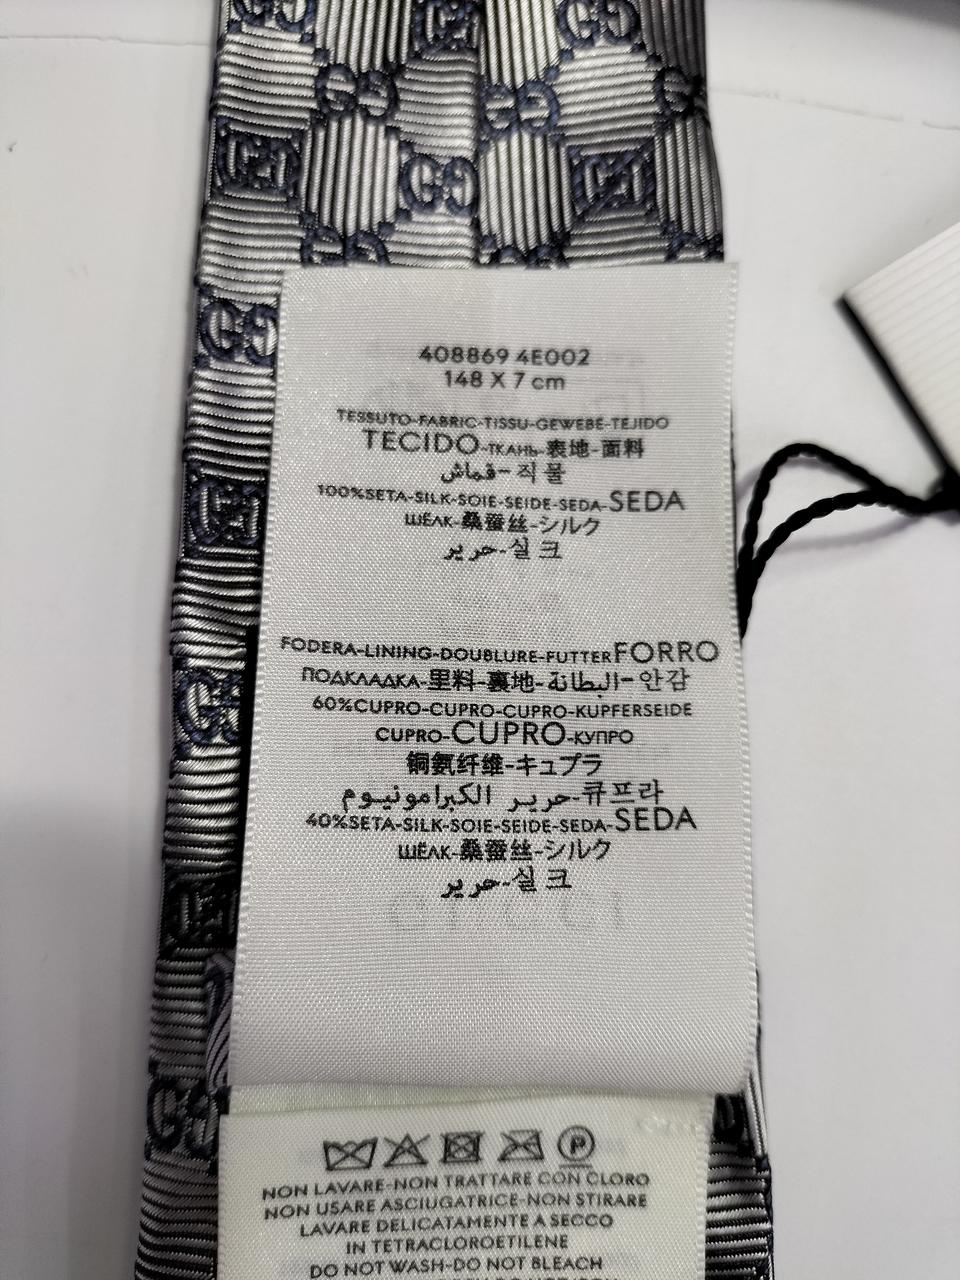 408869 4E002
148 X 7 cm
TESSUTO-FABRIC-TISSU-GEWEBE-TEJIDO
TECIDO-ТКАНЬ-表地-面料
قماش-직물
100%SETA-SILK-SOIE-SEIDE-SEDA-SEDA
ШЁЛК-桑蚕丝-シルク
حرير-실크
FODERA-LINING-DOUBLURE-FUTTERFORRO
ПОДКЛАДКА-里料-裏地-البطانة-안감
60%CUPRO-CUPRO-CUPRO-KUPFERSEIDE
CUPRO-CUPRO-КУПРО
铜氨纤维-キュプラ
حرير الكبرامونيوم-큐프라
40%SETA-SILK-SOIE-SEIDE-SEDA-SEDA
ШЁЛК-桑蚕丝-シルク
حرير-실크
P
NON LAVARE-NON TRATTARE CON CLORO
NON USARE ASCIUGATRICE-NON STIRARE
LAVARE DELICATAMENTE A SECCO
IN TETRACLOROETILENE
DO NOT WASH-DO NOT BLEACH